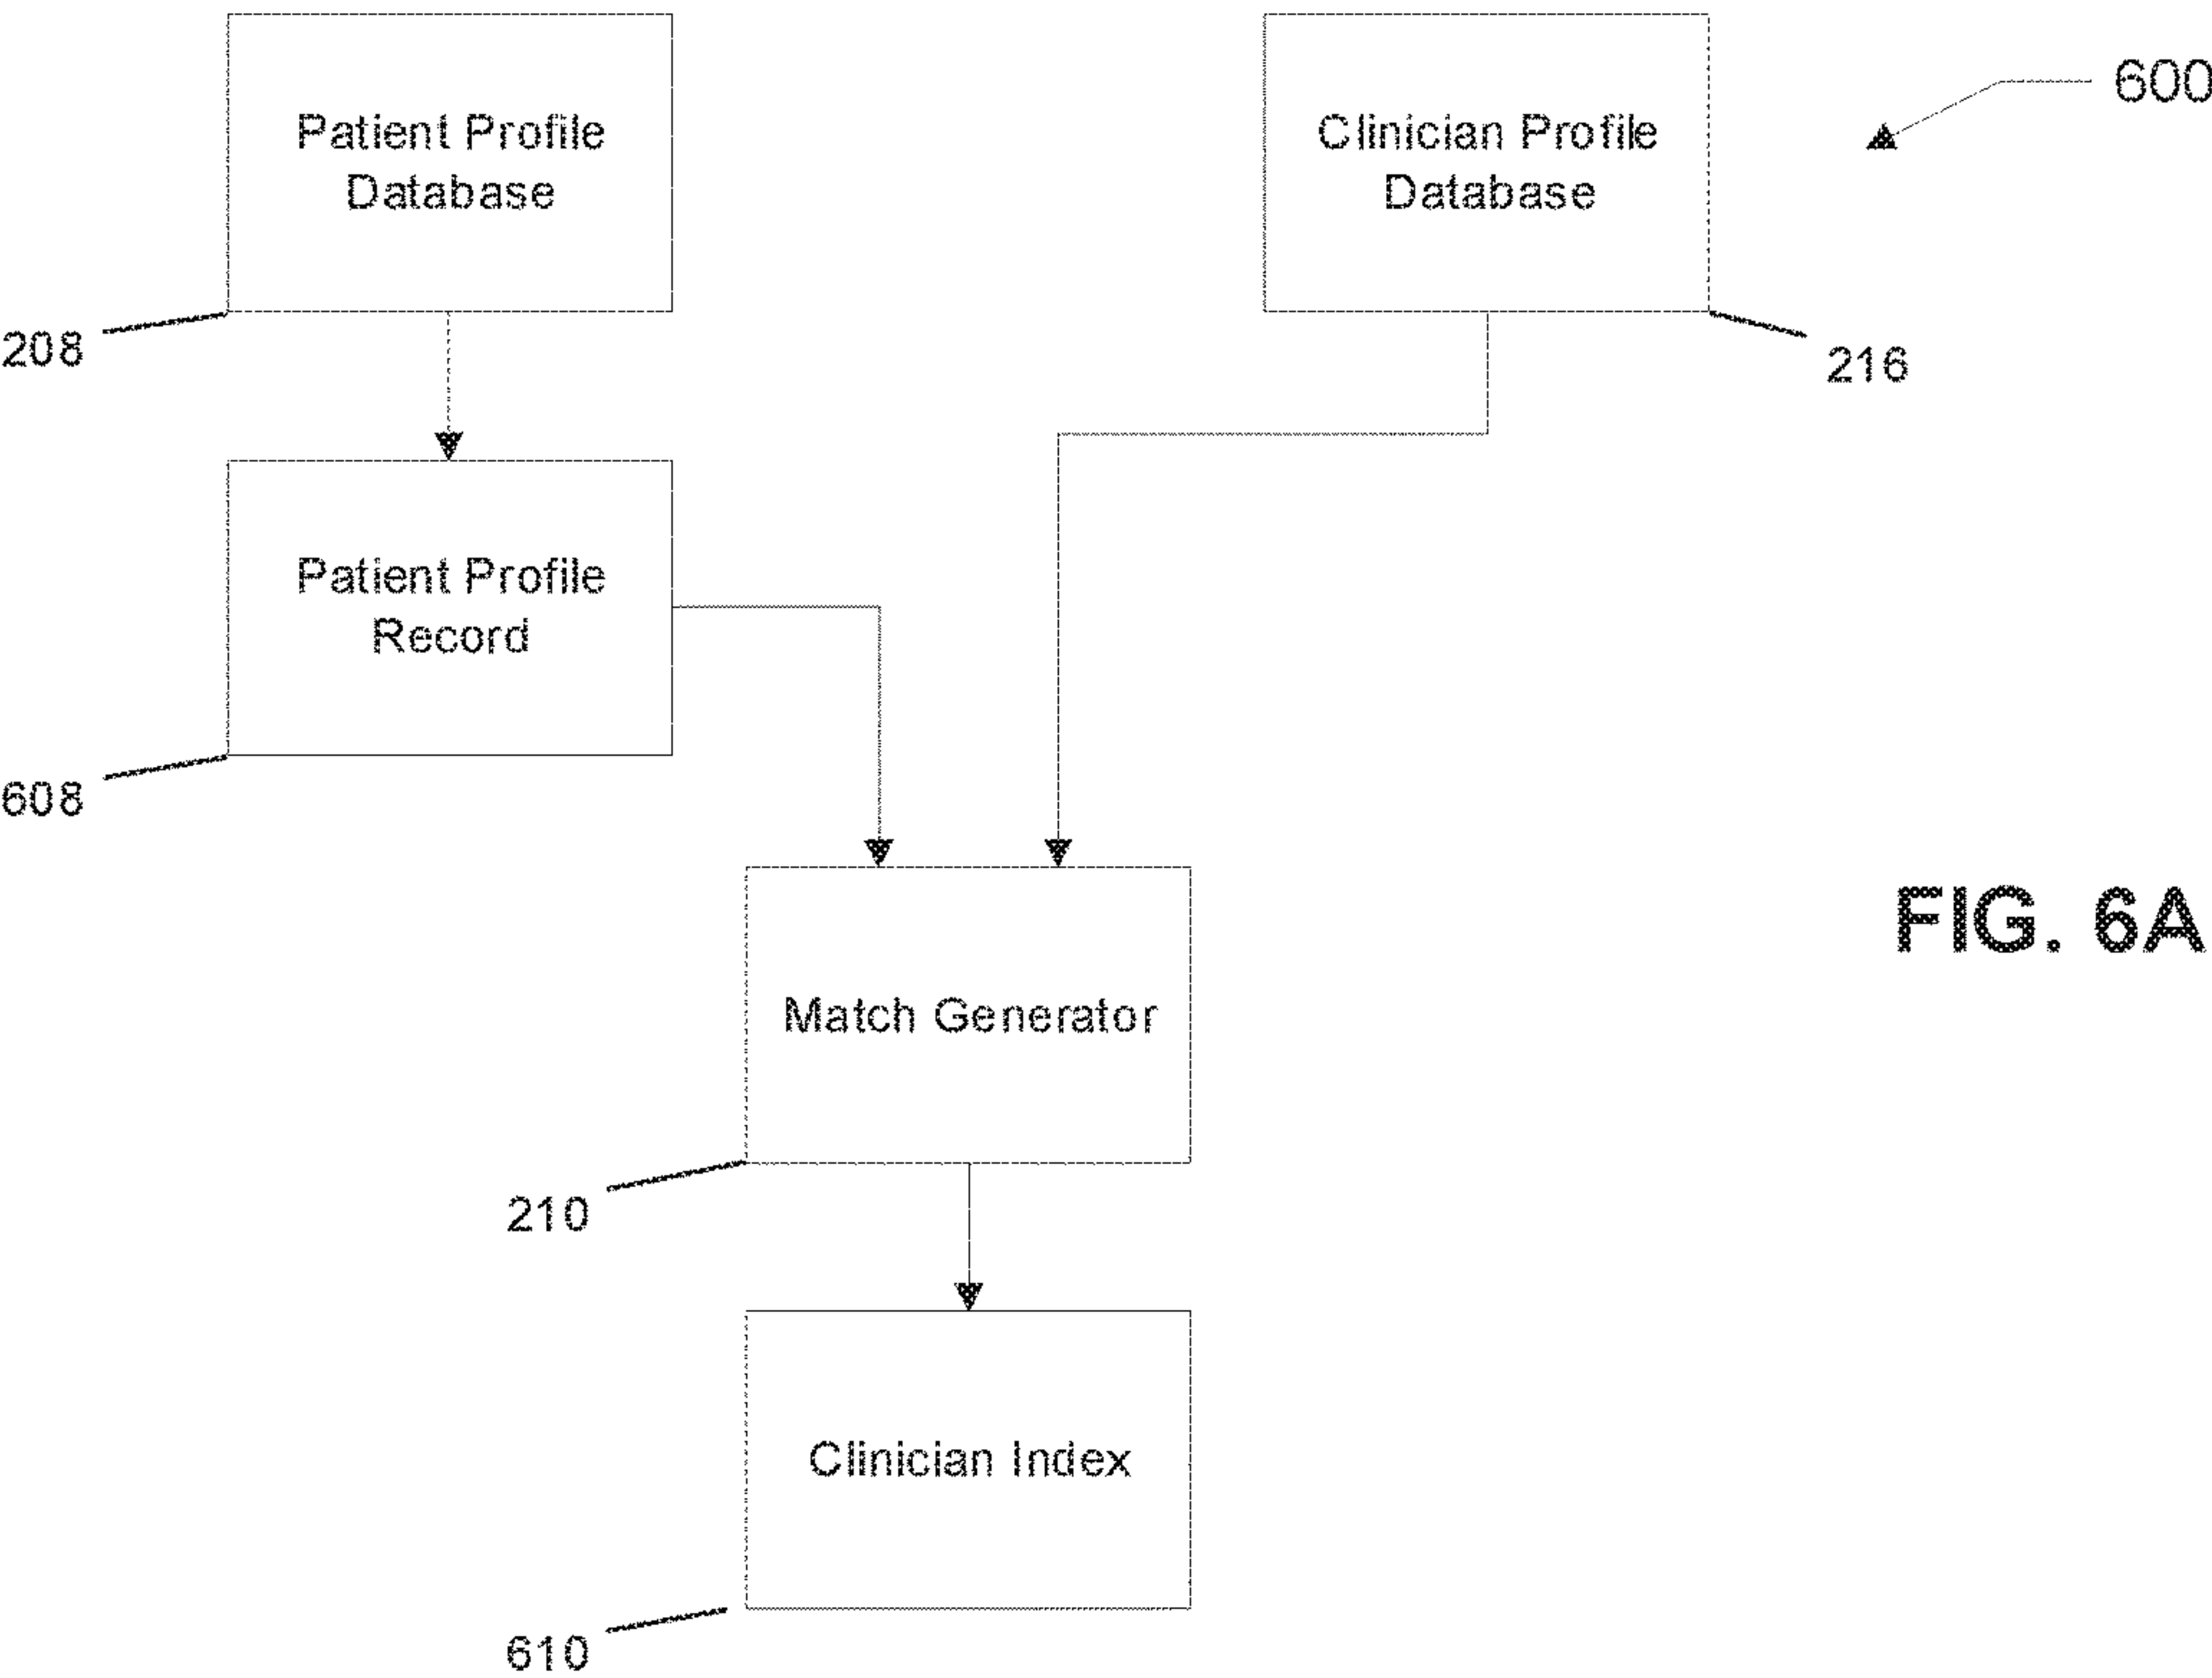 Patient Profile
Database
Clinician Profile
Database
600
208
216
Patient Profile
Record
608
FIG. 6A
Match Generator
210
Clinician Index
610